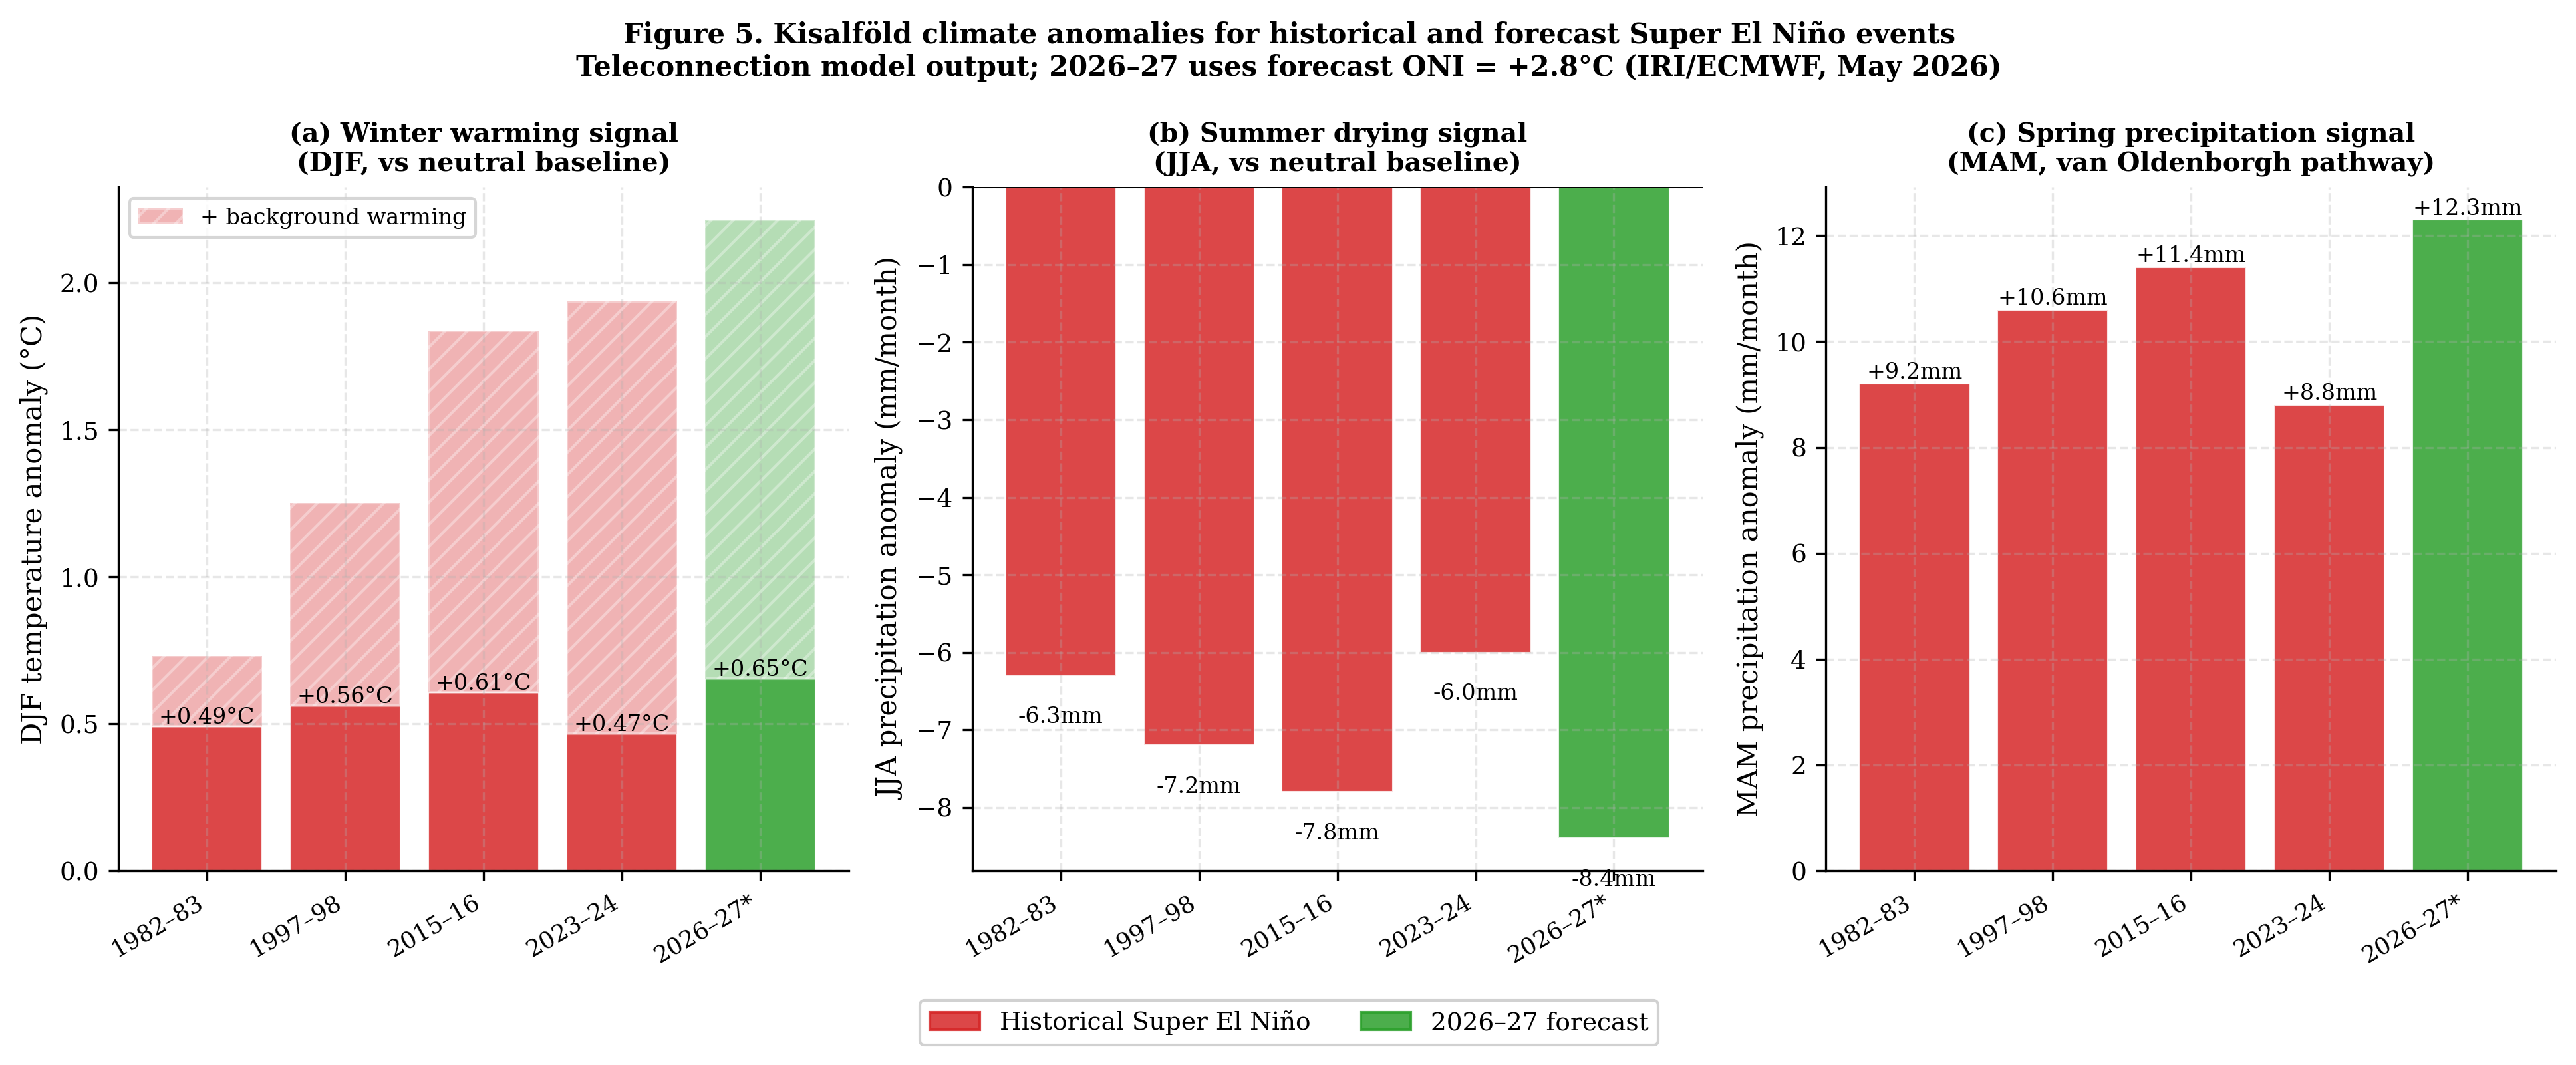 Figure 5. Kisalföld climate anomalies for historical and forecast Super El Niño events
Teleconnection model output; 2026–27 uses forecast ONI = +2.8°C (IRI/ECMWF, May 2026)
(a) Winter warming signal
(DJF, vs neutral baseline)
+ background warming
DJF temperature anomaly (°C)
2.0
1.5
1.0
0.5
0.0
+0.49°C
+0.56°C
+0.61°C
+0.47°C
+0.65°C
1982–83
1997–98
2015–16
2023–24
2026–27*
(b) Summer drying signal
(JJA, vs neutral baseline)
JJA precipitation anomaly (mm/month)
0
−1
−2
−3
−4
−5
−6
−7
−8
-6.3mm
-7.2mm
-7.8mm
-6.0mm
-8.4mm
1982–83
1997–98
2015–16
2023–24
2026–27*
(c) Spring precipitation signal
(MAM, van Oldenborgh pathway)
MAM precipitation anomaly (mm/month)
12
10
8
6
4
2
0
+9.2mm
+10.6mm
+11.4mm
+8.8mm
+12.3mm
1982–83
1997–98
2015–16
2023–24
2026–27*
Historical Super El Niño
2026–27 forecast